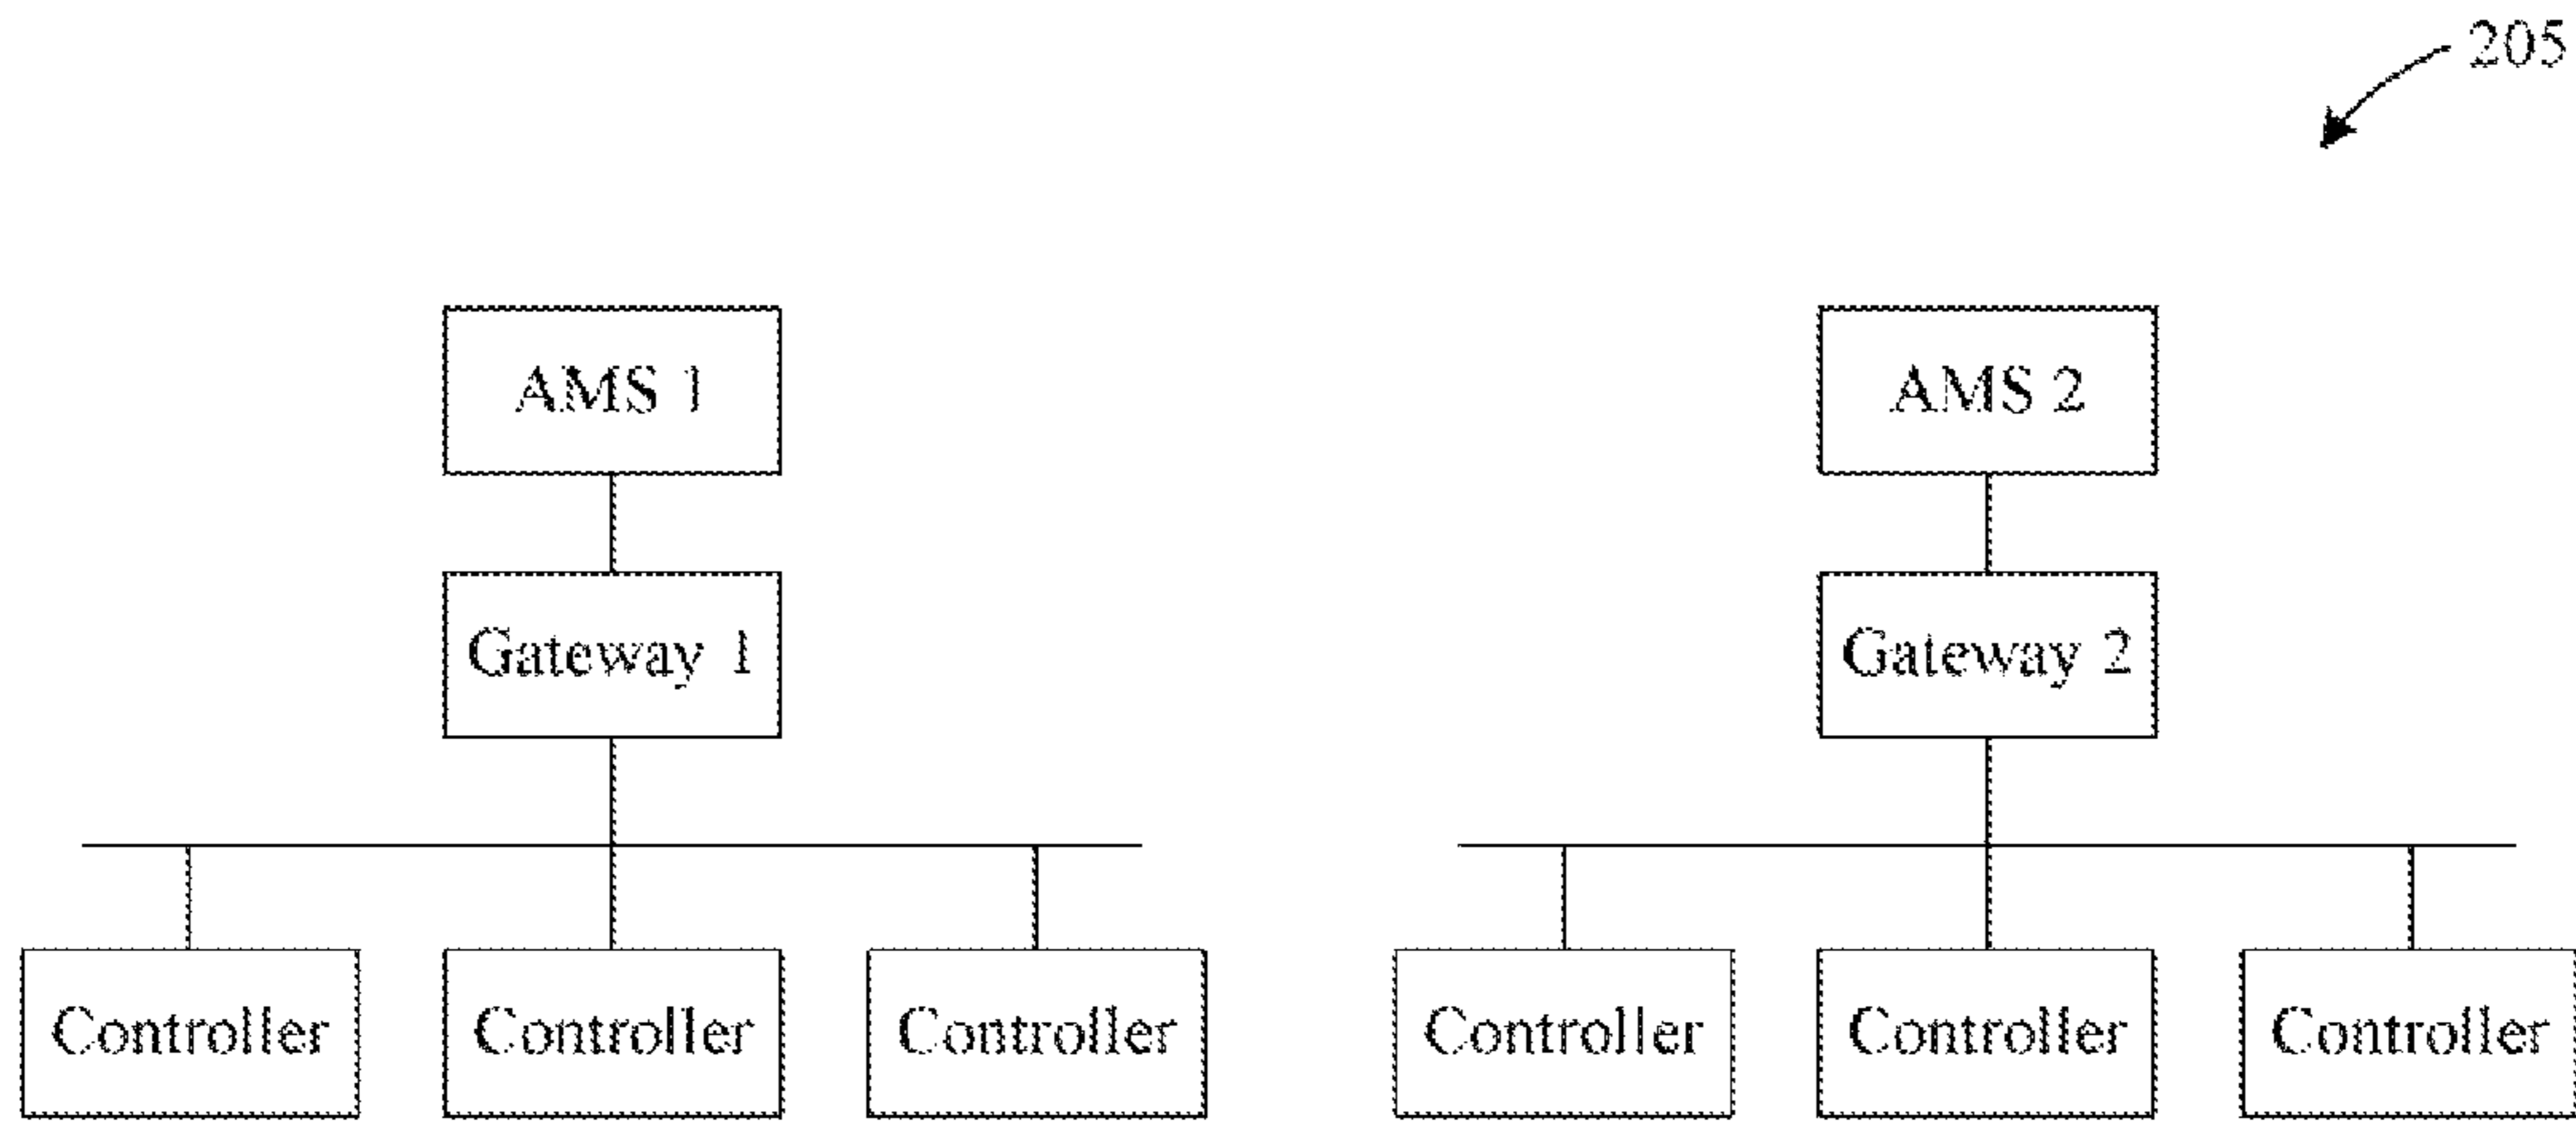 205
AMS 1
AMS 2
Gateway 1
Gateway 2
Controller
Controller
Controller
Controller
Controller
Controller